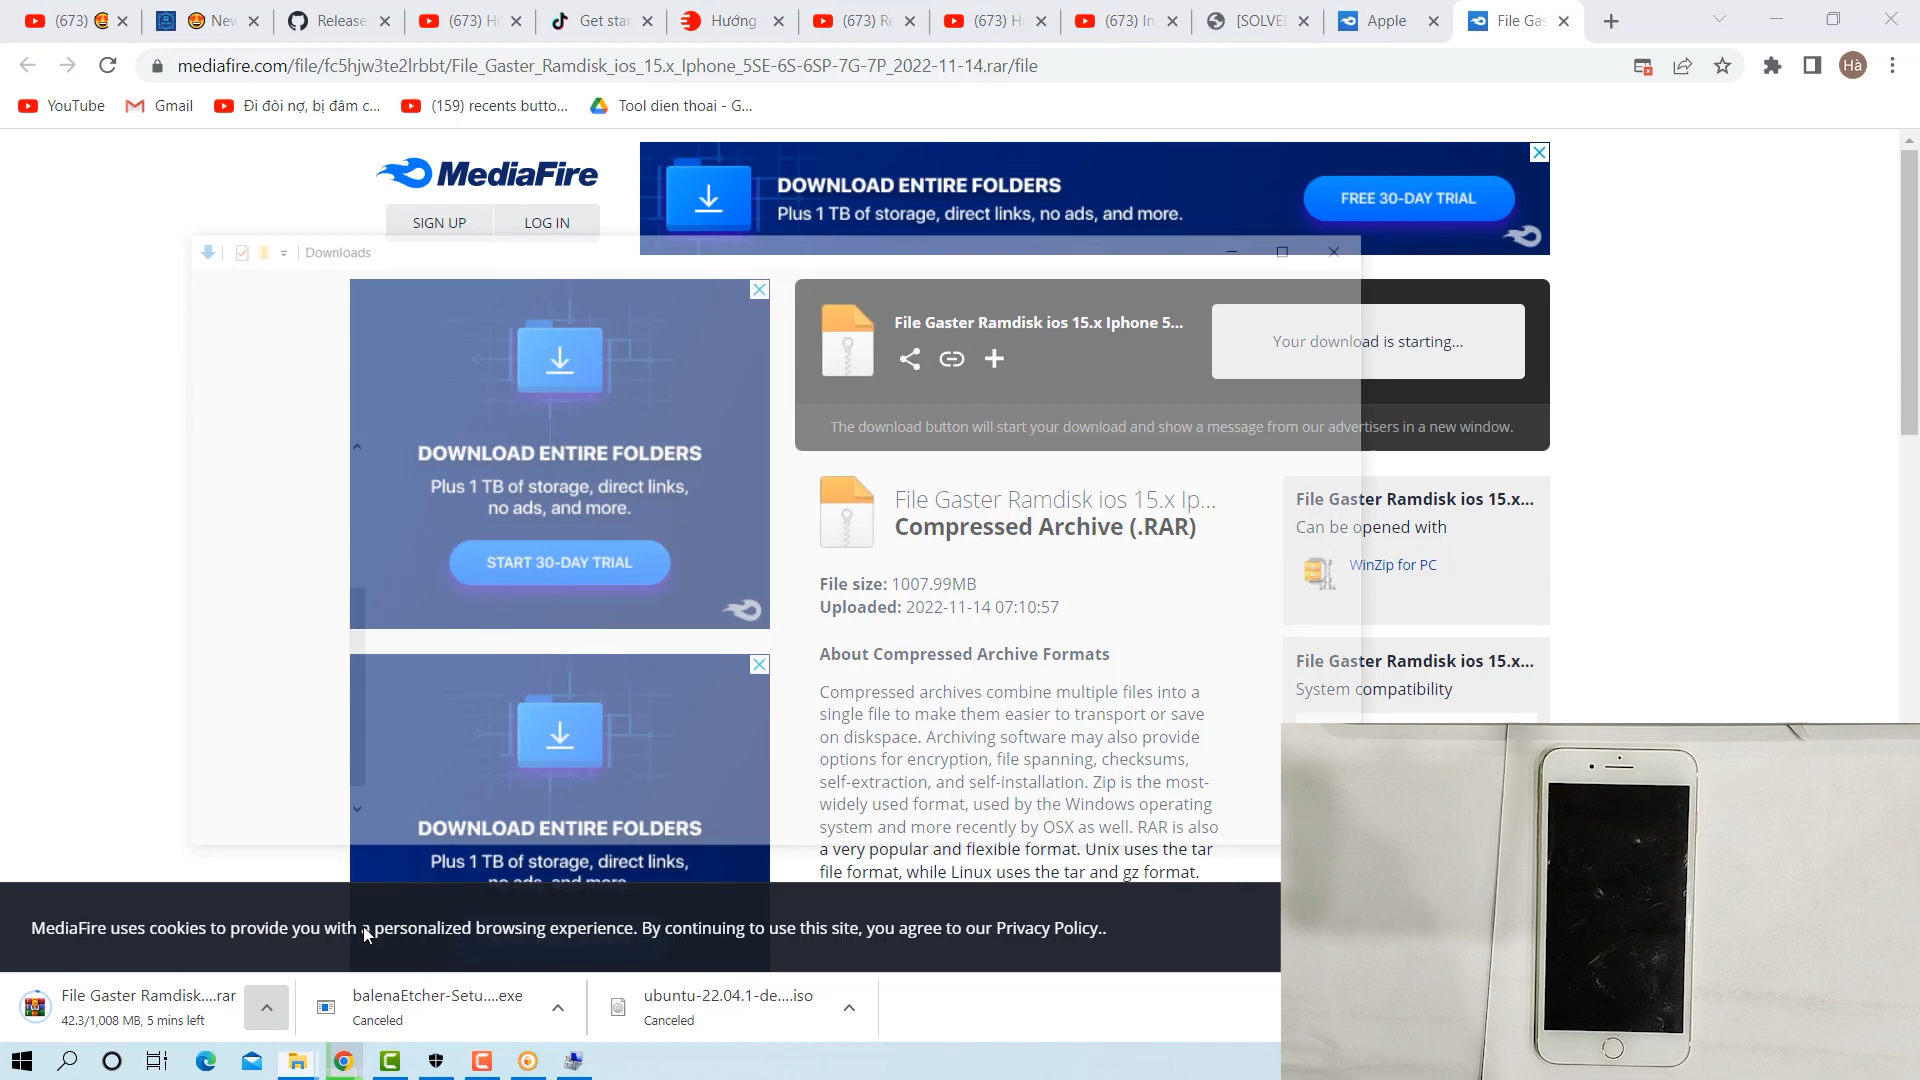 (673)
New
Release
(673) H
Get star
Hướng
(673) Re
(673) H
(673) In
[SOLVE
Apple
File Gas
mediafire.com/file/fc5hjw3te2lrbbt/File_Gaster_Ramdisk_ios_15.x_Iphone_5SE-6S-6SP-7G-7P_2022-11-14.rar/file
Hà
YouTube
Gmail
Đi đòi nợ, bị đâm c...
(159) recents butto...
Tool dien thoai - G...
MediaFire
SIGN UP
LOG IN
DOWNLOAD ENTIRE FOLDERS
Plus 1 TB of storage, direct links, no ads, and more.
FREE 30-DAY TRIAL
Downloads
DOWNLOAD ENTIRE FOLDERS
Plus 1 TB of storage, direct links,
no ads, and more.
START 30-DAY TRIAL
File Gaster Ramdisk ios 15.x Iphone 5...
Your download is starting...
The download button will start your download and show a message from our advertisers in a new window.
File Gaster Ramdisk ios 15.x Ip...
Compressed Archive (.RAR)
File size: 1007.99MB
Uploaded: 2022-11-14 07:10:57
About Compressed Archive Formats
Compressed archives combine multiple files into a
single file to make them easier to transport or save
on diskspace. Archiving software may also provide
options for encryption, file spanning, checksums,
self-extraction, and self-installation. Zip is the most-
widely used format, used by the Windows operating
system and more recently by OSX as well. RAR is also
a very popular and flexible format. Unix uses the tar
file format, while Linux uses the tar and gz format.
File Gaster Ramdisk ios 15.x...
Can be opened with
WinZip for PC
File Gaster Ramdisk ios 15.x...
System compatibility
DOWNLOAD ENTIRE FOLDERS
Plus 1 TB of storage, direct links,
no ads, and more.
MediaFire uses cookies to provide you with a personalized browsing experience. By continuing to use this site, you agree to our Privacy Policy..
File Gaster Ramdisk....rar
42.3/1,008 MB, 5 mins left
balenaEtcher-Setu....exe
Canceled
ubuntu-22.04.1-de....iso
Canceled